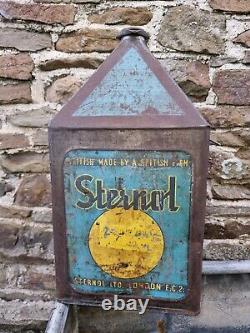 BRITISH MADE BY A BRITISH FIRM
Sternol
STERNOL LTD. LONDON E.C.2.